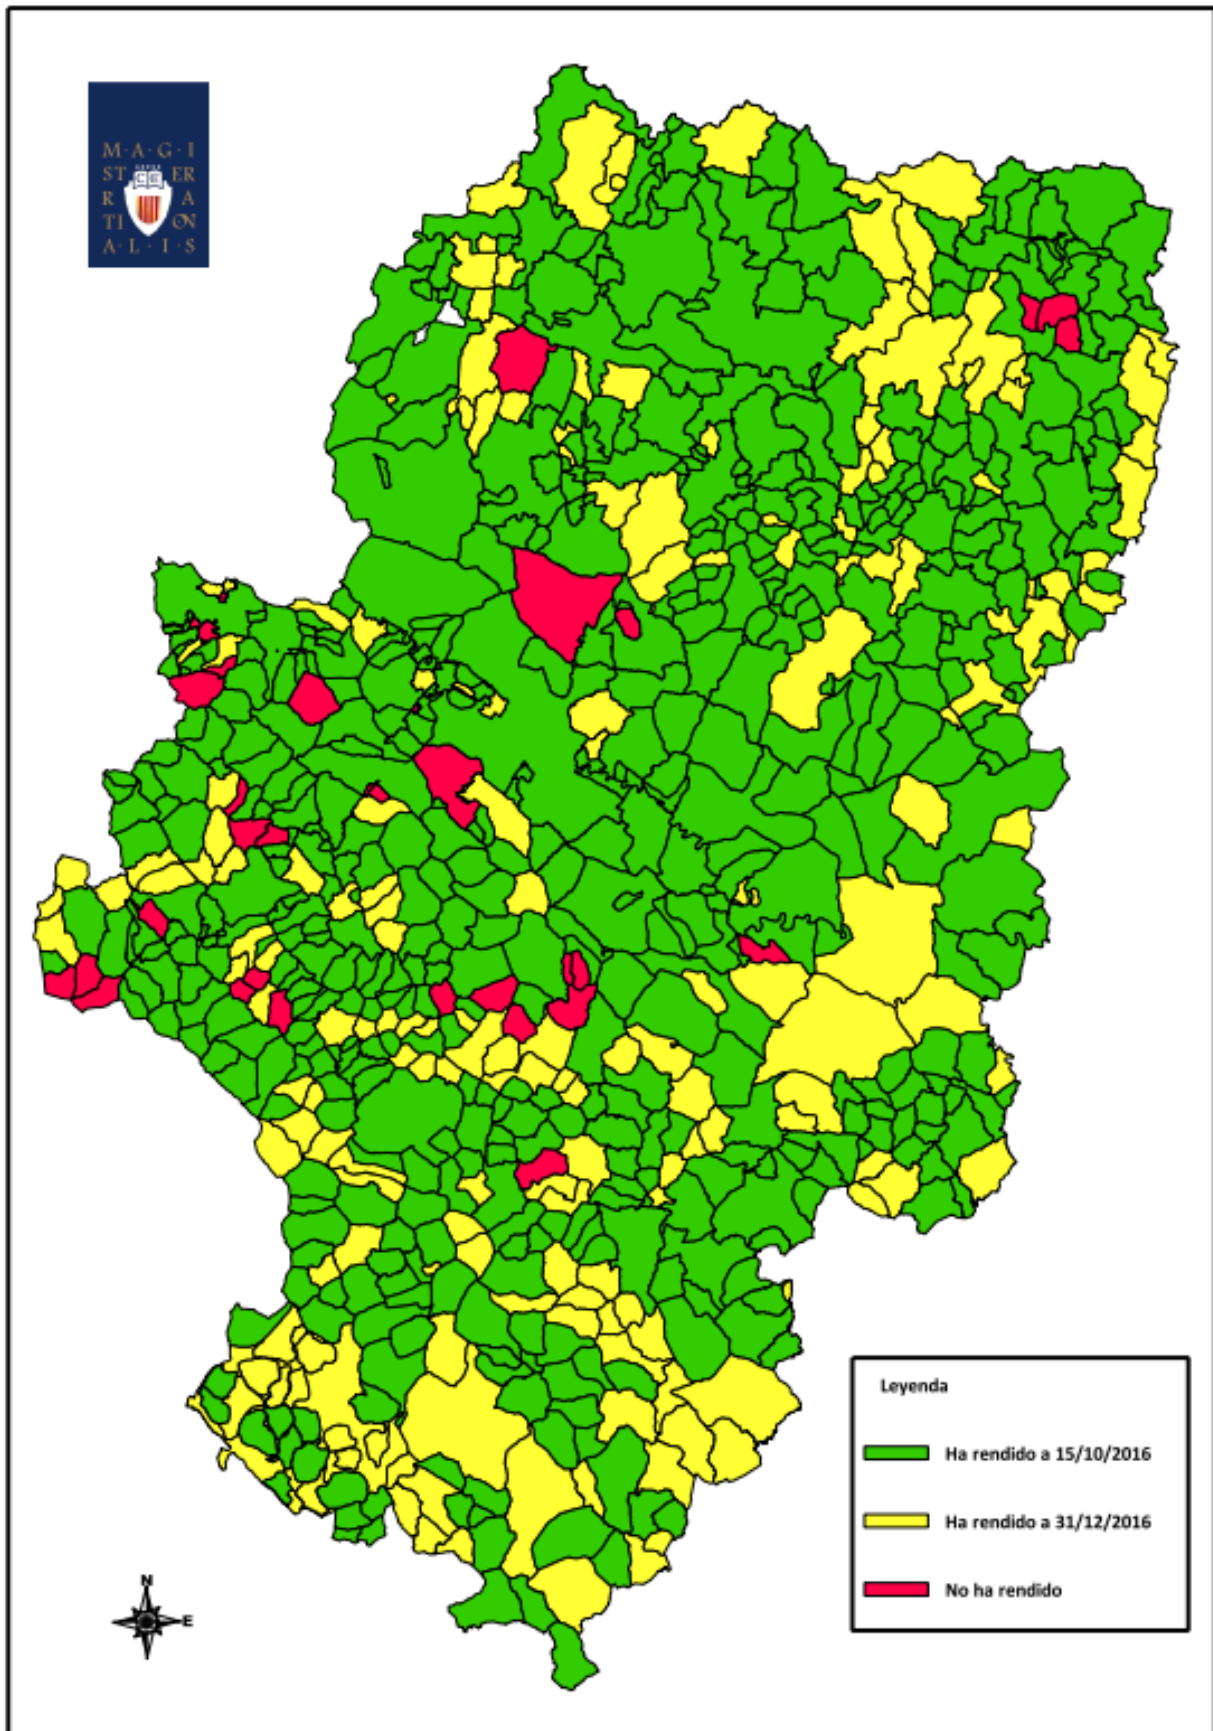 M·A·G·I
ST ER
R A
TI ON
A·L·I·S
N
E
Leyenda
Ha rendido a 15/10/2016
Ha rendido a 31/12/2016
No ha rendido